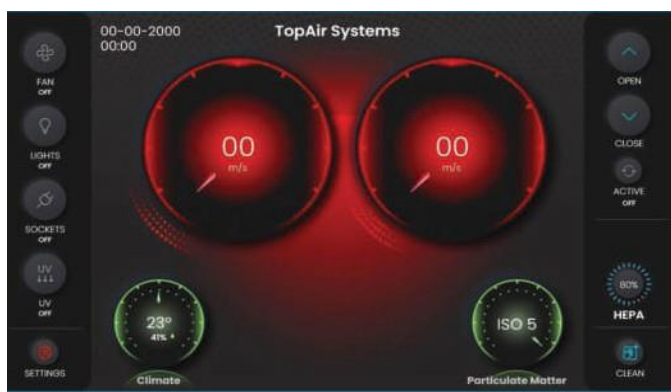 00-00-2000
00:00
TopAir Systems
FAN
OFF
LIGHTS
OFF
SOCKETS
OFF
UV
UV
OFF
SETTINGS
00
m/s
00
m/s
23°
41%
Climate
ISO 5
Particulate Matter
OPEN
CLOSE
ACTIVE
OFF
80%
HEPA
CLEAN